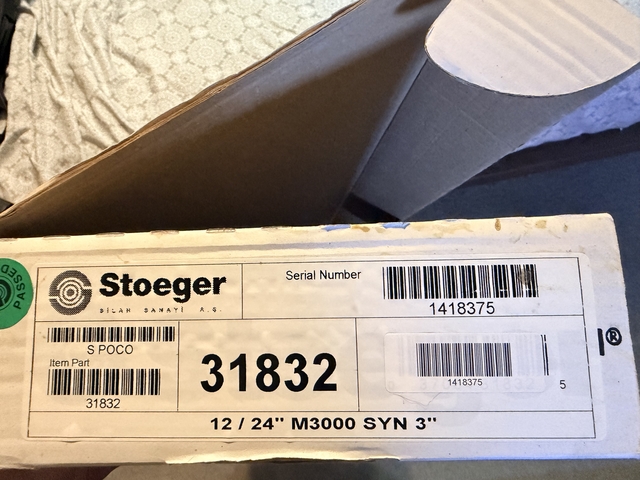 PASSED
Stoeger
SİLAH SANAYİ A.Ş.
Serial Number
1418375
S POCO
Item Part
31832
31832
1418375
5
®
12 / 24" M3000 SYN 3"